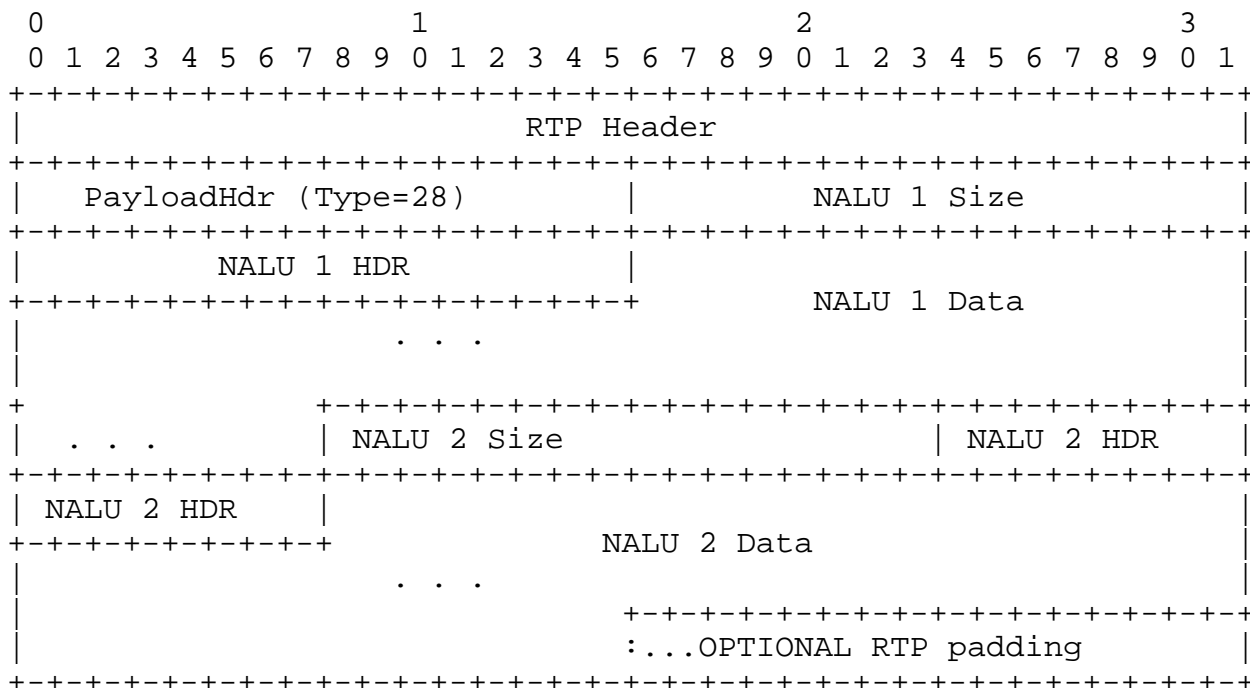 0                   1                   2                   3
 0 1 2 3 4 5 6 7 8 9 0 1 2 3 4 5 6 7 8 9 0 1 2 3 4 5 6 7 8 9 0 1
+-+-+-+-+-+-+-+-+-+-+-+-+-+-+-+-+-+-+-+-+-+-+-+-+-+-+-+-+-+-+-+-+
|                          RTP Header                           |
+-+-+-+-+-+-+-+-+-+-+-+-+-+-+-+-+-+-+-+-+-+-+-+-+-+-+-+-+-+-+-+-+
|   PayloadHdr (Type=28)        |         NALU 1 Size           |
+-+-+-+-+-+-+-+-+-+-+-+-+-+-+-+-+-+-+-+-+-+-+-+-+-+-+-+-+-+-+-+-+
|          NALU 1 HDR           |                               |
+-+-+-+-+-+-+-+-+-+-+-+-+-+-+-+-+         NALU 1 Data           |
|                   . . .                                       |
|                                                               |
+               +-+-+-+-+-+-+-+-+-+-+-+-+-+-+-+-+-+-+-+-+-+-+-+-+
|  . . .        | NALU 2 Size                   | NALU 2 HDR    |
+-+-+-+-+-+-+-+-+-+-+-+-+-+-+-+-+-+-+-+-+-+-+-+-+-+-+-+-+-+-+-+-+
| NALU 2 HDR    |                                               |
+-+-+-+-+-+-+-+-+              NALU 2 Data                      |
|                   . . .                                       |
|                               +-+-+-+-+-+-+-+-+-+-+-+-+-+-+-+-+
|                               :...OPTIONAL RTP padding        |
+-+-+-+-+-+-+-+-+-+-+-+-+-+-+-+-+-+-+-+-+-+-+-+-+-+-+-+-+-+-+-+-+